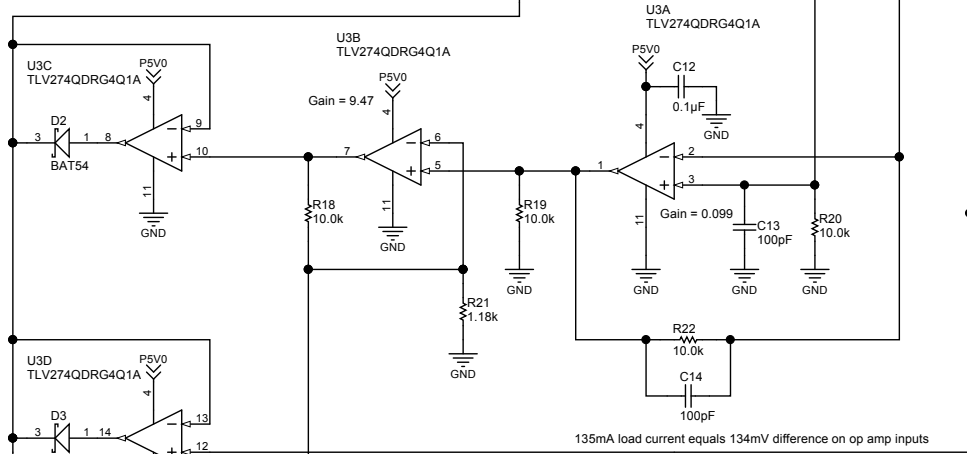 U3A
TLV274QDRG4Q1A
P5V0
C12
0.1µF
GND
4
1
2
3
11
Gain = 0.099
GND
C13
100pF
GND
R20
10.0k
GND
U3B
TLV274QDRG4Q1A
P5V0
Gain = 9.47
4
6
7
5
11
GND
R19
10.0k
GND
R18
10.0k
R21
1.18k
GND
U3C
TLV274QDRG4Q1A
P5V0
4
D2
3
1
8
9
10
BAT54
11
GND
R22
10.0k
C14
100pF
U3D
TLV274QDRG4Q1A
P5V0
4
D3
3
1
14
13
12
135mA load current equals 134mV difference on op amp inputs